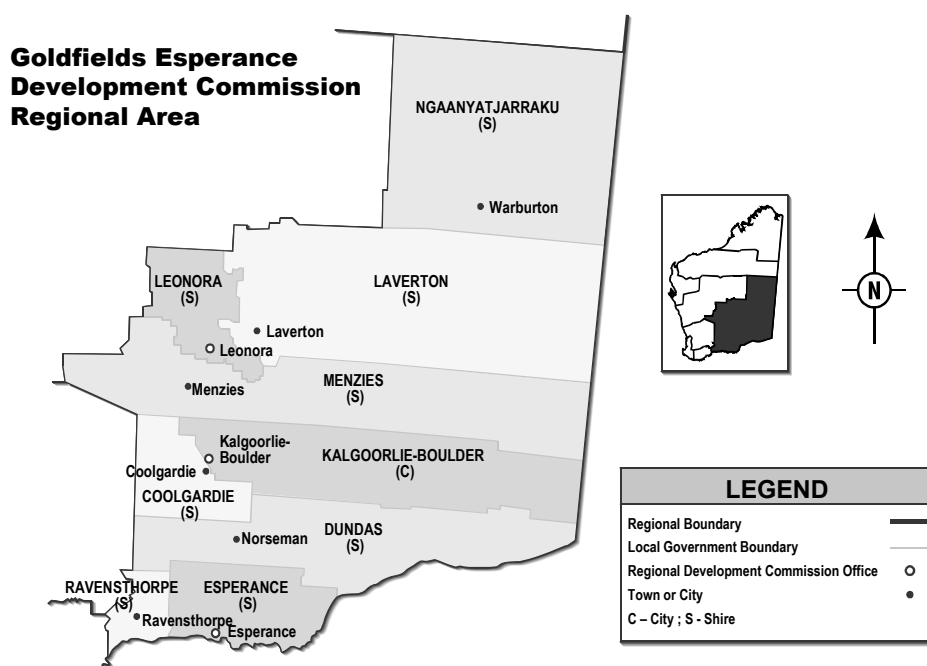 Goldfields Esperance
Development Commission
Regional Area
NGAANYATJARRAKU
(S)
Warburton
LEONORA
(S)
LAVERTON
(S)
Laverton
Leonora
MENZIES
(S)
Menzies
Kalgoorlie-
Boulder
KALGOORLIE-BOULDER
(C)
Coolgardie
COOLGARDIE
(S)
DUNDAS
(S)
Norseman
RAVENSTHORPE
(S)
ESPERANCE
(S)
Ravensthorpe
Esperance
N
LEGEND
Regional Boundary
Local Government Boundary
Regional Development Commission Office
Town or City
C – City ; S - Shire